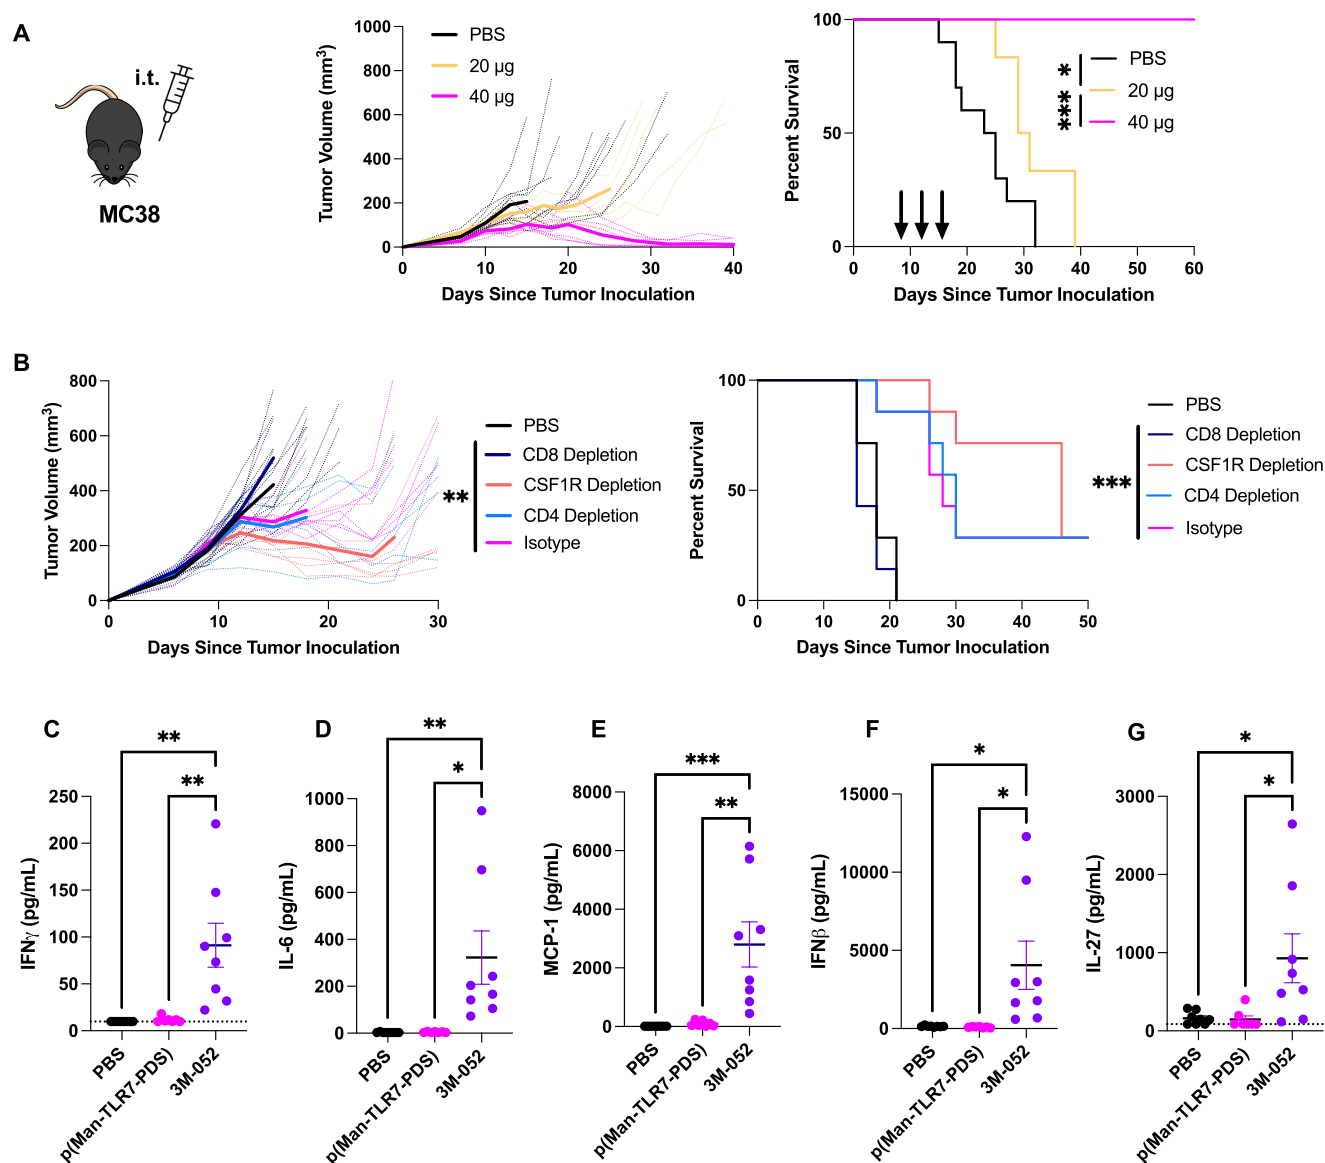 A
i.t.
MC38
Tumor Volume (mm³)
1000
800
600
400
200
0
0 10 20 30 40
Days Since Tumor Inoculation
PBS
20 µg
40 µg
Percent Survival
100
50
0
0 10 20 30 40 50 60
Days Since Tumor Inoculation
PBS
20 µg
40 µg
*
***
B
Tumor Volume (mm³)
800
600
400
200
0
0 10 20 30
Days Since Tumor Inoculation
PBS
CD8 Depletion
CSF1R Depletion
CD4 Depletion
Isotype
**
Percent Survival
100
50
0
0 10 20 30 40 50
Days Since Tumor Inoculation
PBS
CD8 Depletion
CSF1R Depletion
CD4 Depletion
Isotype
***
C
**
**
IFNγ (pg/mL)
250
200
150
100
50
0
PBS
p(Man-TLR7-PDS)
3M-052
D
**
*
IL-6 (pg/mL)
1000
800
600
400
200
0
PBS
p(Man-TLR7-PDS)
3M-052
E
***
**
MCP-1 (pg/mL)
8000
6000
4000
2000
0
PBS
p(Man-TLR7-PDS)
3M-052
F
*
*
IFNβ (pg/mL)
15000
10000
5000
0
PBS
p(Man-TLR7-PDS)
3M-052
G
*
*
IL-27 (pg/mL)
3000
2000
1000
0
PBS
p(Man-TLR7-PDS)
3M-052